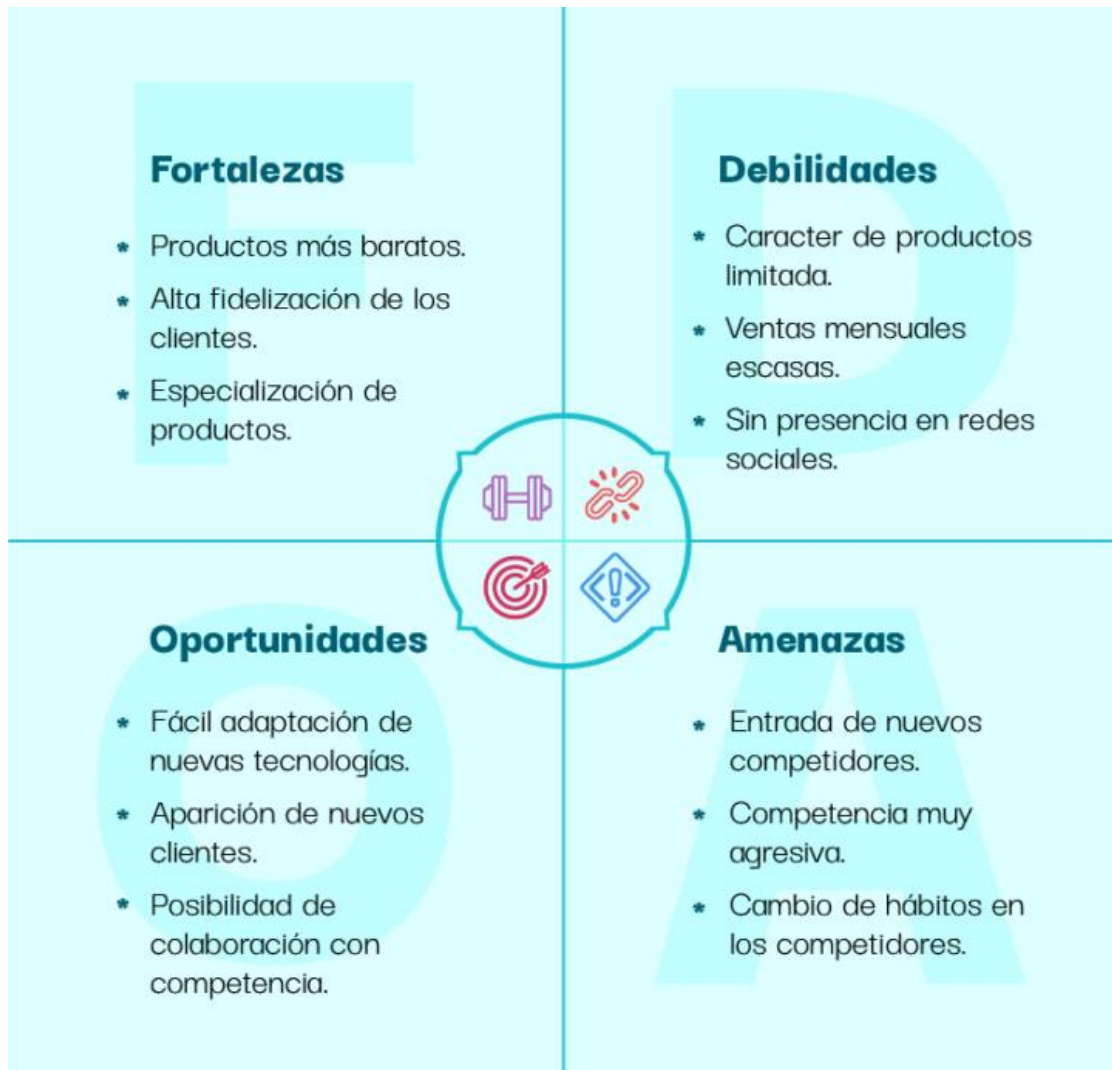 F
Fortalezas
* Productos más baratos.
* Alta fidelización de los
clientes.
* Especialización de
productos.
D
Debilidades
* Caracter de productos
limitada.
* Ventas mensuales
escasas.
* Sin presencia en redes
sociales.
O
Oportunidades
* Fácil adaptación de
nuevas tecnologías.
* Aparición de nuevos
clientes.
* Posibilidad de
colaboración con
competencia.
A
Amenazas
* Entrada de nuevos
competidores.
* Competencia muy
agresiva.
* Cambio de hábitos en
los competidores.